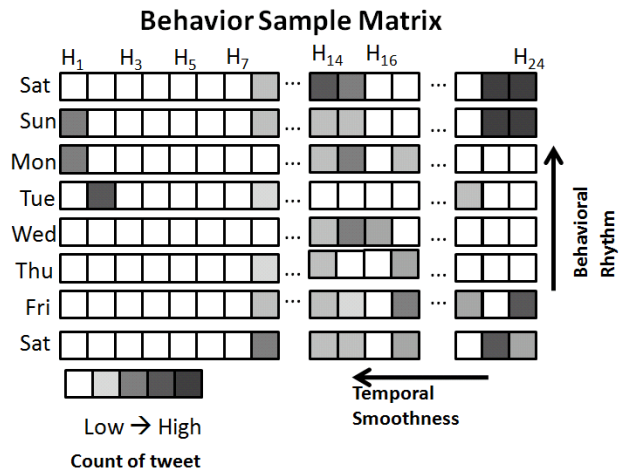 Behavior Sample Matrix
H1 H3 H5 H7 H14 H16 H24
Sat ... ...
Sun ... ...
Mon ... ...
Tue ... ...
Wed ... ...
Thu ... ...
Fri ... ...
Sat ... ...
Behavioral
Rhythm
Low → High
Temporal
Smoothness
Count of tweet